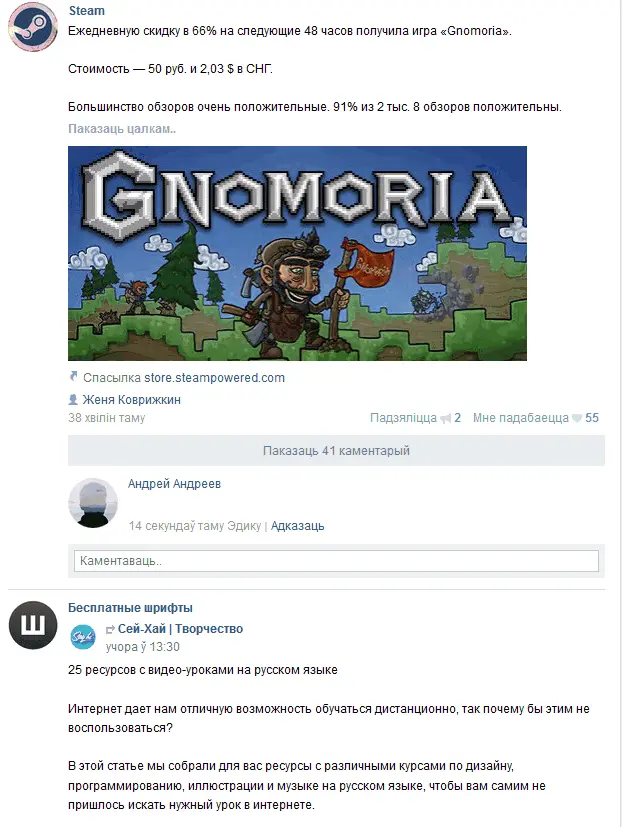 Steam
Ежедневную скидку в 66% на следующие 48 часов получила игра «Gnomoria».
Стоимость — 50 руб. и 2,03 $ в СНГ.
Большинство обзоров очень положительные. 91% из 2 тыс. 8 обзоров положительны.
Паказаць цалкам..
GNOMORIA
Спасылка store.steampowered.com
Женя Коврижкин
38 хвілін таму
Падзяліцца 2 Мне падабаецца 55
Паказаць 41 каментарый
Андрей Андреев
14 секундаў таму Эдику | Адказаць
Каментаваць..
Ш
Бесплатные шрифты
Сей-Хай | Творчество
учора ў 13:30
25 ресурсов с видео-уроками на русском языке
Интернет дает нам отличную возможность обучаться дистанционно, так почему бы этим не
воспользоваться?
В этой статье мы собрали для вас ресурсы с различными курсами по дизайну,
программированию, иллюстрации и музыке на русском языке, чтобы вам самим не
пришлось искать нужный урок в интернете.